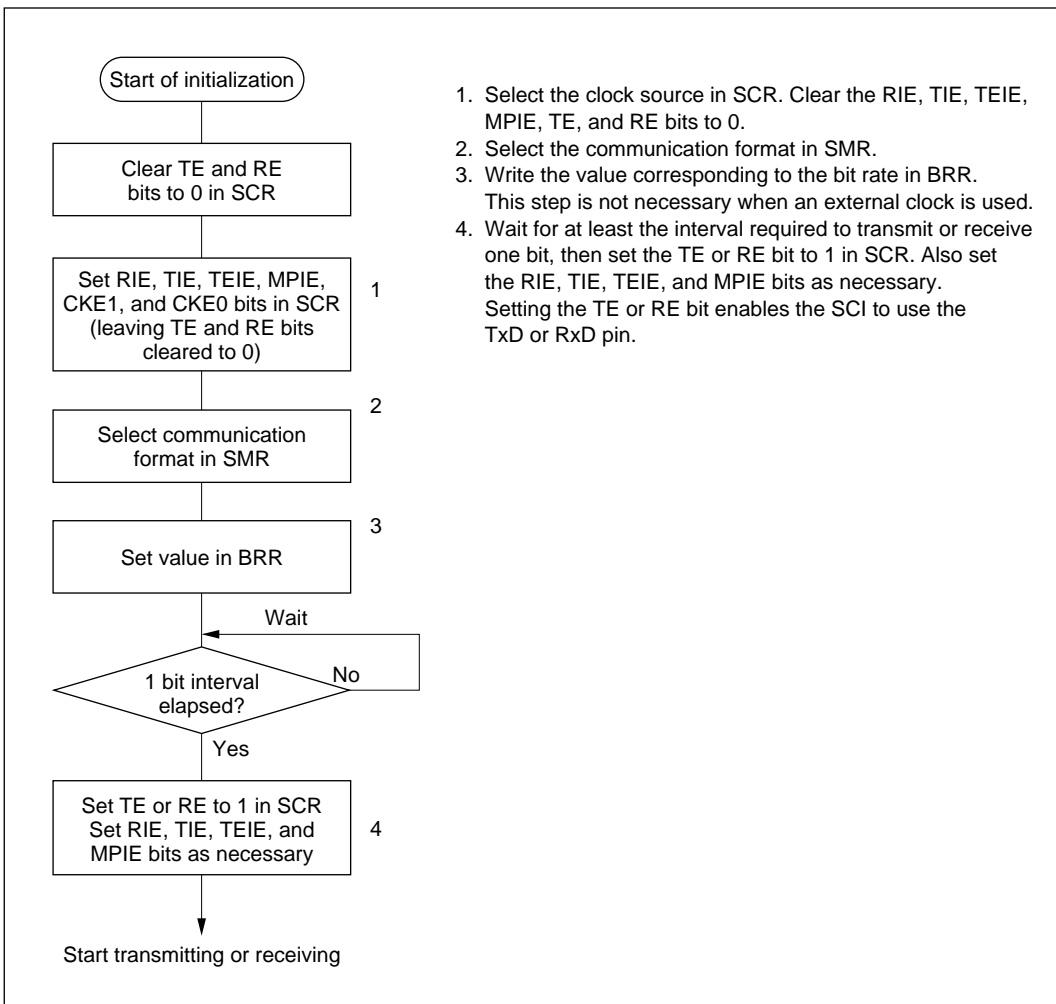 Start of initialization
Clear TE and RE
bits to 0 in SCR
Set RIE, TIE, TEIE, MPIE,
CKE1, and CKE0 bits in SCR
(leaving TE and RE bits
cleared to 0)
1
2
Select communication
format in SMR
3
Set value in BRR
Wait
No
1 bit interval
elapsed?
Yes
Set TE or RE to 1 in SCR
Set RIE, TIE, TEIE, and
MPIE bits as necessary
4
Start transmitting or receiving
1. Select the clock source in SCR. Clear the RIE, TIE, TEIE,
MPIE, TE, and RE bits to 0.
2. Select the communication format in SMR.
3. Write the value corresponding to the bit rate in BRR.
This step is not necessary when an external clock is used.
4. Wait for at least the interval required to transmit or receive
one bit, then set the TE or RE bit to 1 in SCR. Also set
the RIE, TIE, TEIE, and MPIE bits as necessary.
Setting the TE or RE bit enables the SCI to use the
TxD or RxD pin.